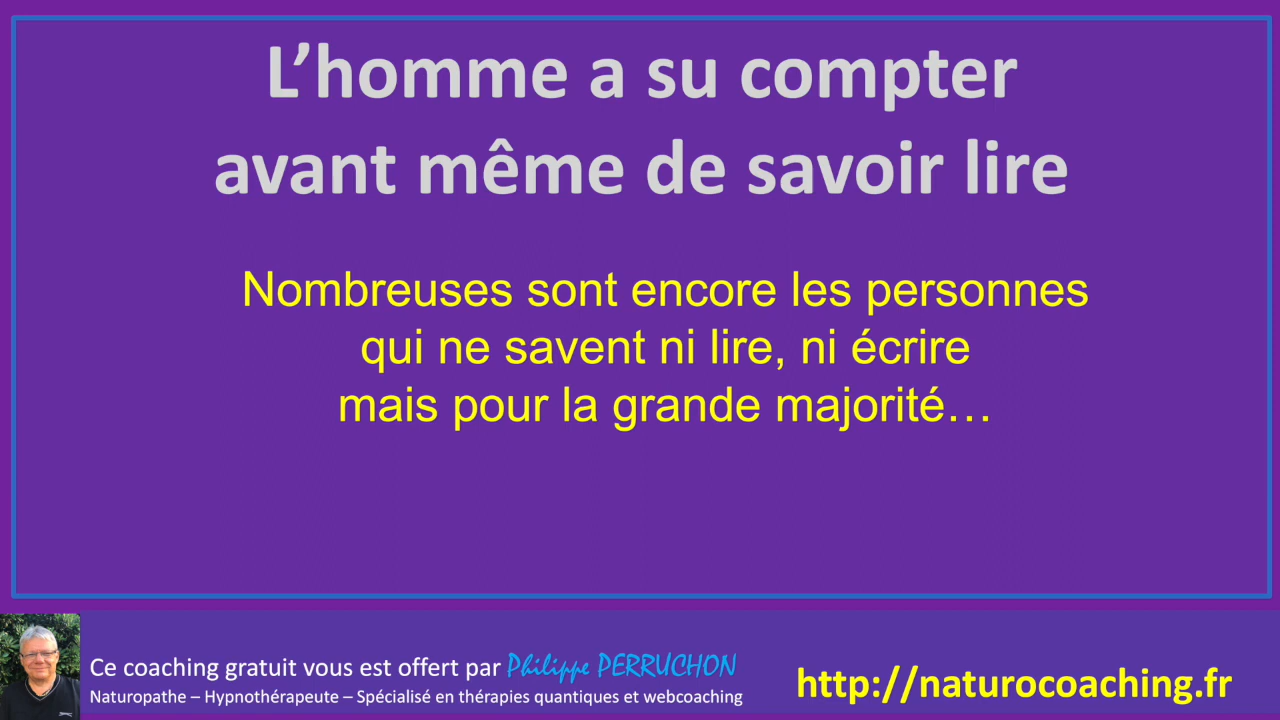 L’homme a su compter
avant même de savoir lire
Nombreuses sont encore les personnes
qui ne savent ni lire, ni écrire
mais pour la grande majorité…
Ce coaching gratuit vous est offert par Philippe PERRUCHON
Naturopathe – Hypnothérapeute – Spécialisé en thérapies quantiques et webcoaching
http://naturocoaching.fr